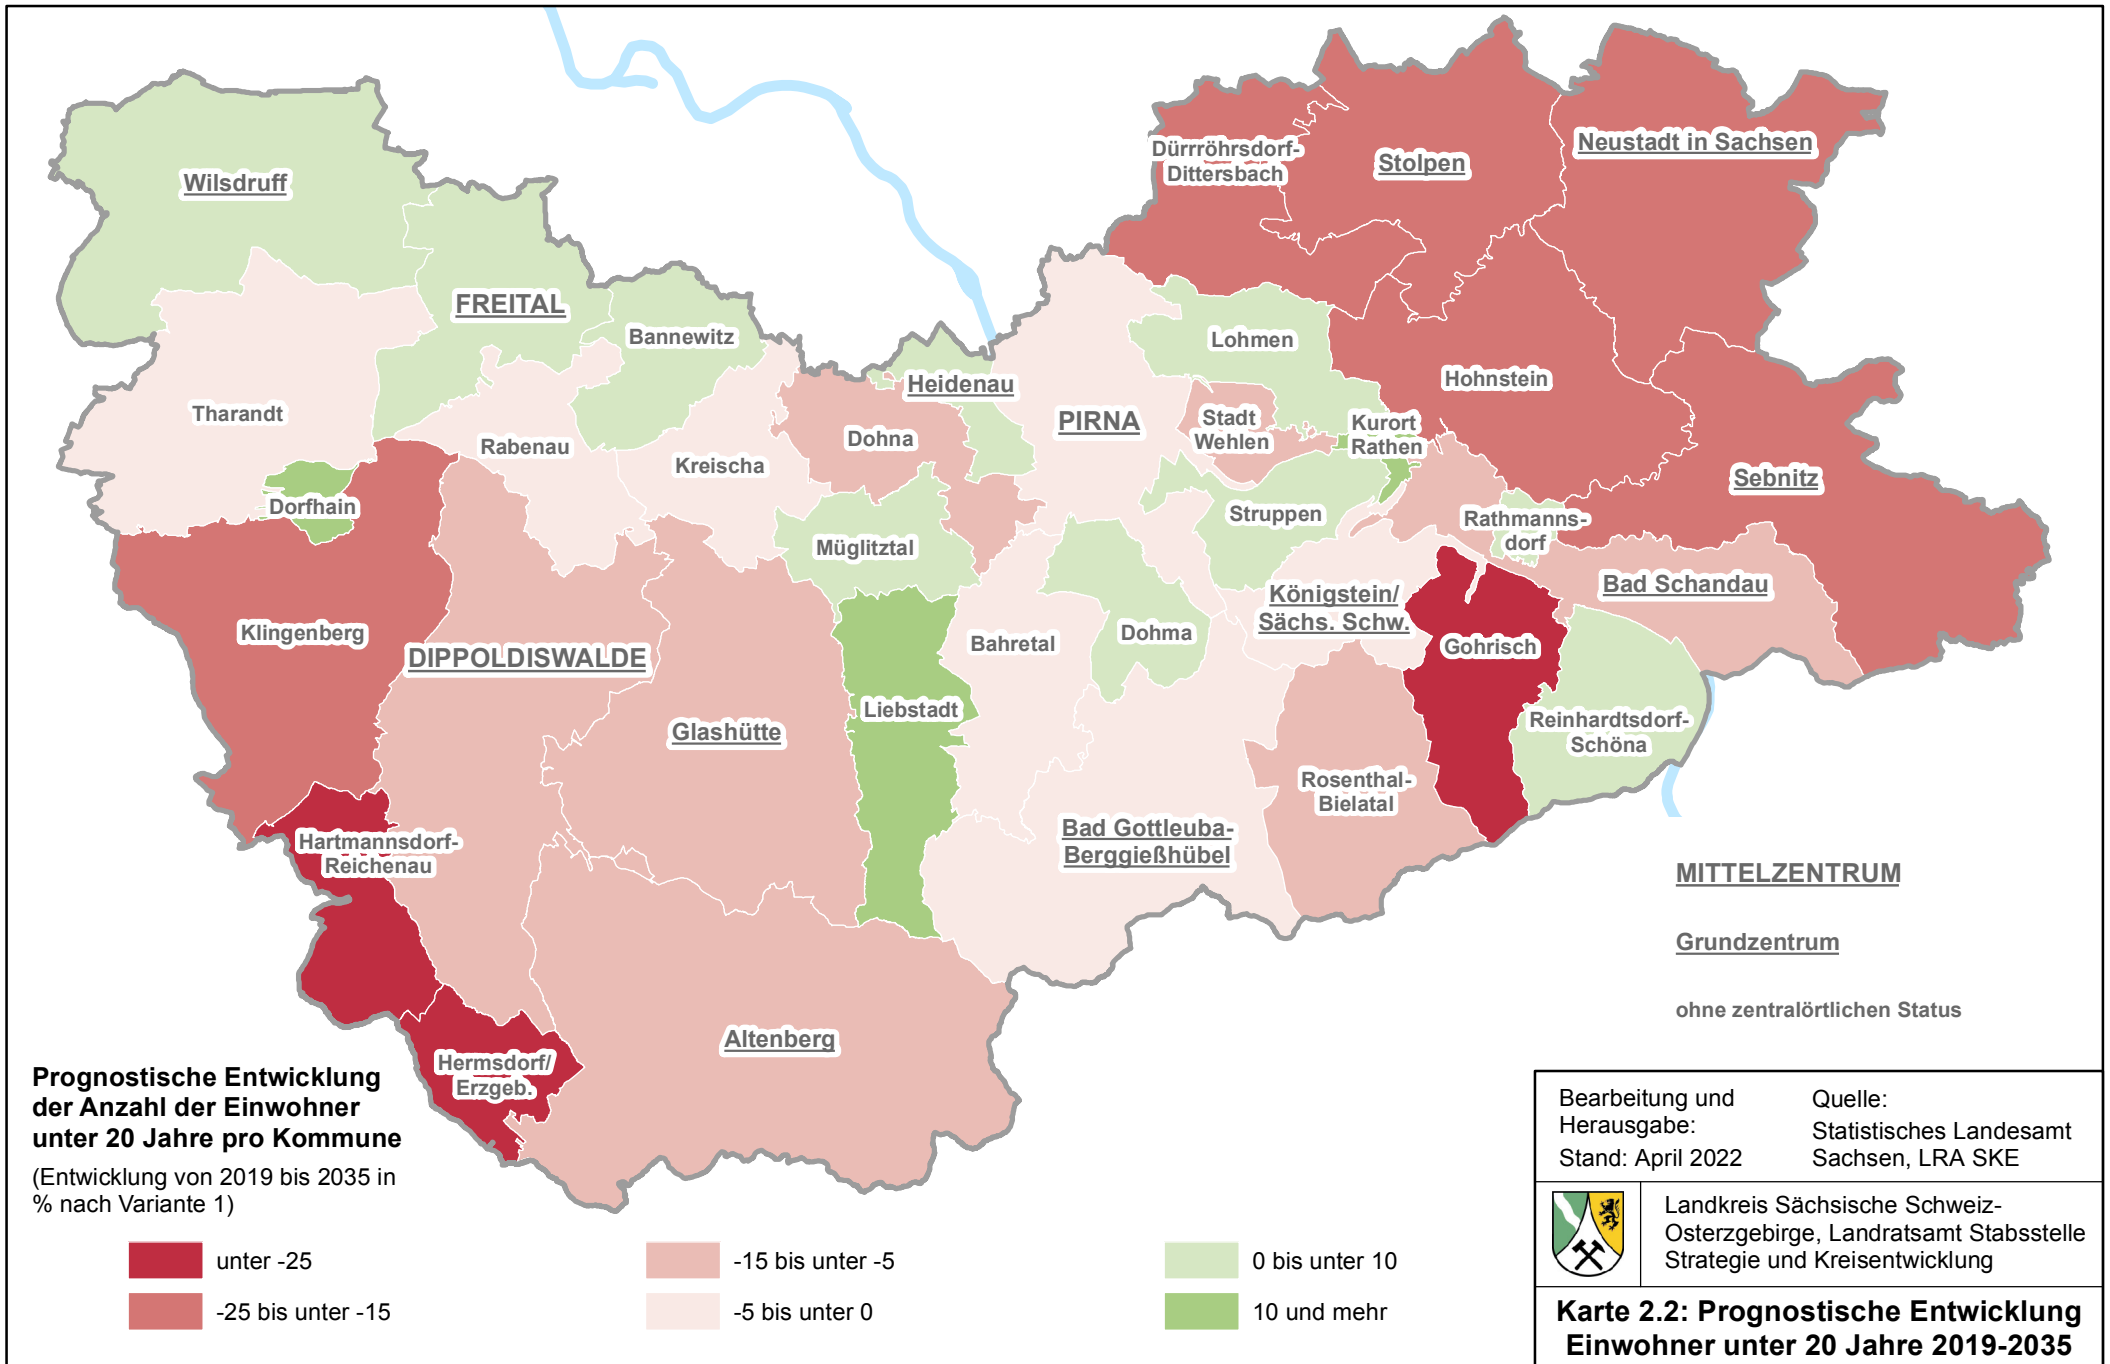 Wilsdruff
Dürrröhrsdorf-
Dittersbach
Stolpen
Neustadt in Sachsen
FREITAL
Bannewitz
Lohmen
Heidenau
Hohnstein
Tharandt
Rabenau
Kreischa
Dohna
PIRNA
Stadt
Wehlen
Kurort
Rathen
Sebnitz
Dorfhain
Müglitztal
Struppen
Rathmanns-
dorf
Bad Schandau
Königstein/
Sächs. Schw.
Klingenberg
DIPPOLDISWALDE
Bahretal
Dohma
Gohrisch
Liebstadt
Glashütte
Reinhardtsdorf-
Schöna
Rosenthal-
Bielatal
Hartmannsdorf-
Reichenau
Bad Gottleuba-
Berggießhübel
Altenberg
Hermsdorf/
Erzgeb.
MITTELZENTRUM
Grundzentrum
ohne zentralörtlichen Status
Prognostische Entwicklung
der Anzahl der Einwohner
unter 20 Jahre pro Kommune
(Entwicklung von 2019 bis 2035 in
% nach Variante 1)
unter -25
-25 bis unter -15
-15 bis unter -5
-5 bis unter 0
0 bis unter 10
10 und mehr
Bearbeitung und
Herausgabe:
Stand: April 2022
Quelle:
Statistisches Landesamt
Sachsen, LRA SKE
Landkreis Sächsische Schweiz-
Osterzgebirge, Landratsamt Stabsstelle
Strategie und Kreisentwicklung
Karte 2.2: Prognostische Entwicklung
Einwohner unter 20 Jahre 2019-2035